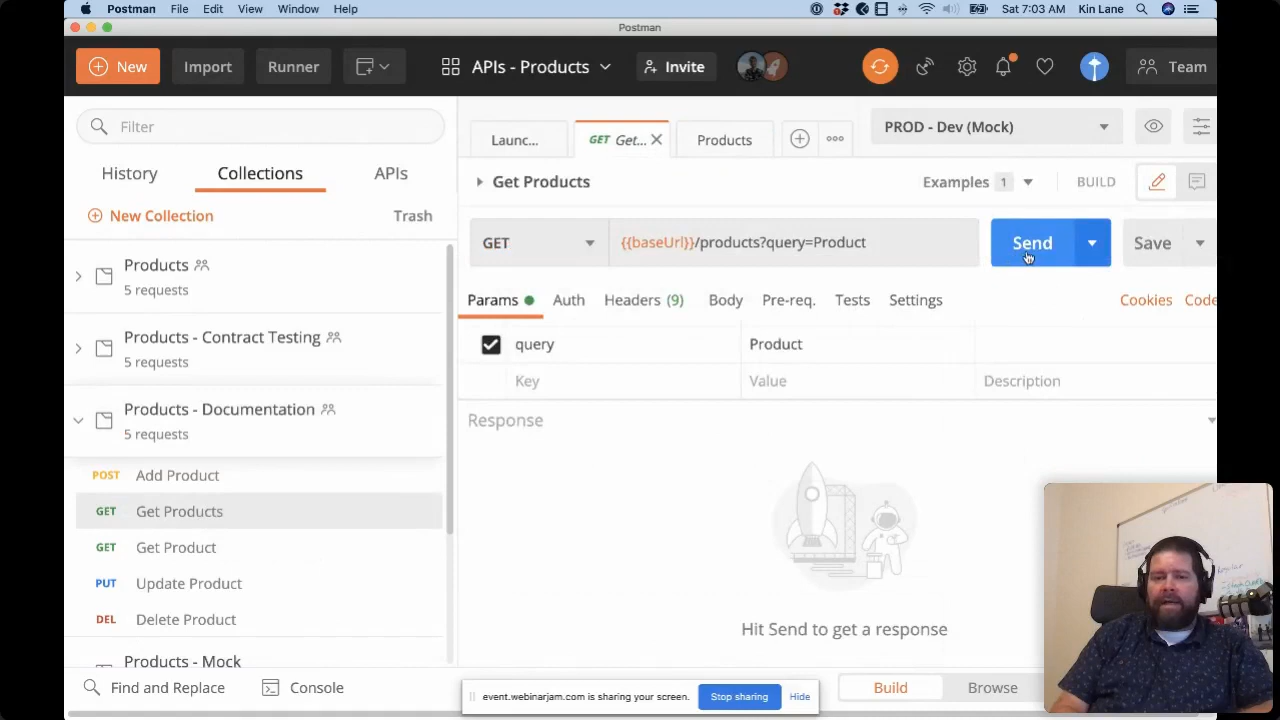 Postman File Edit View Window Help Sat 7:03 AM Kin Lane
Postman
New Import Runner APIs - Products Invite Team
Filter
Launc... GET Get... Products PROD - Dev (Mock)
History Collections APIs
Get Products Examples 1 BUILD
New Collection Trash
GET {{baseUrl}}/products?query=Product Send Save
Products
5 requests
Params Auth Headers (9) Body Pre-req. Tests Settings Cookies Code
Products - Contract Testing
5 requests
query Product
Key Value Description
Products - Documentation
5 requests
Response
POST Add Product
GET Get Products
GET Get Product
PUT Update Product
DEL Delete Product
Hit Send to get a response
Products - Mock
Find and Replace Console
event.webinarjam.com is sharing your screen. Stop sharing Hide
Build Browse